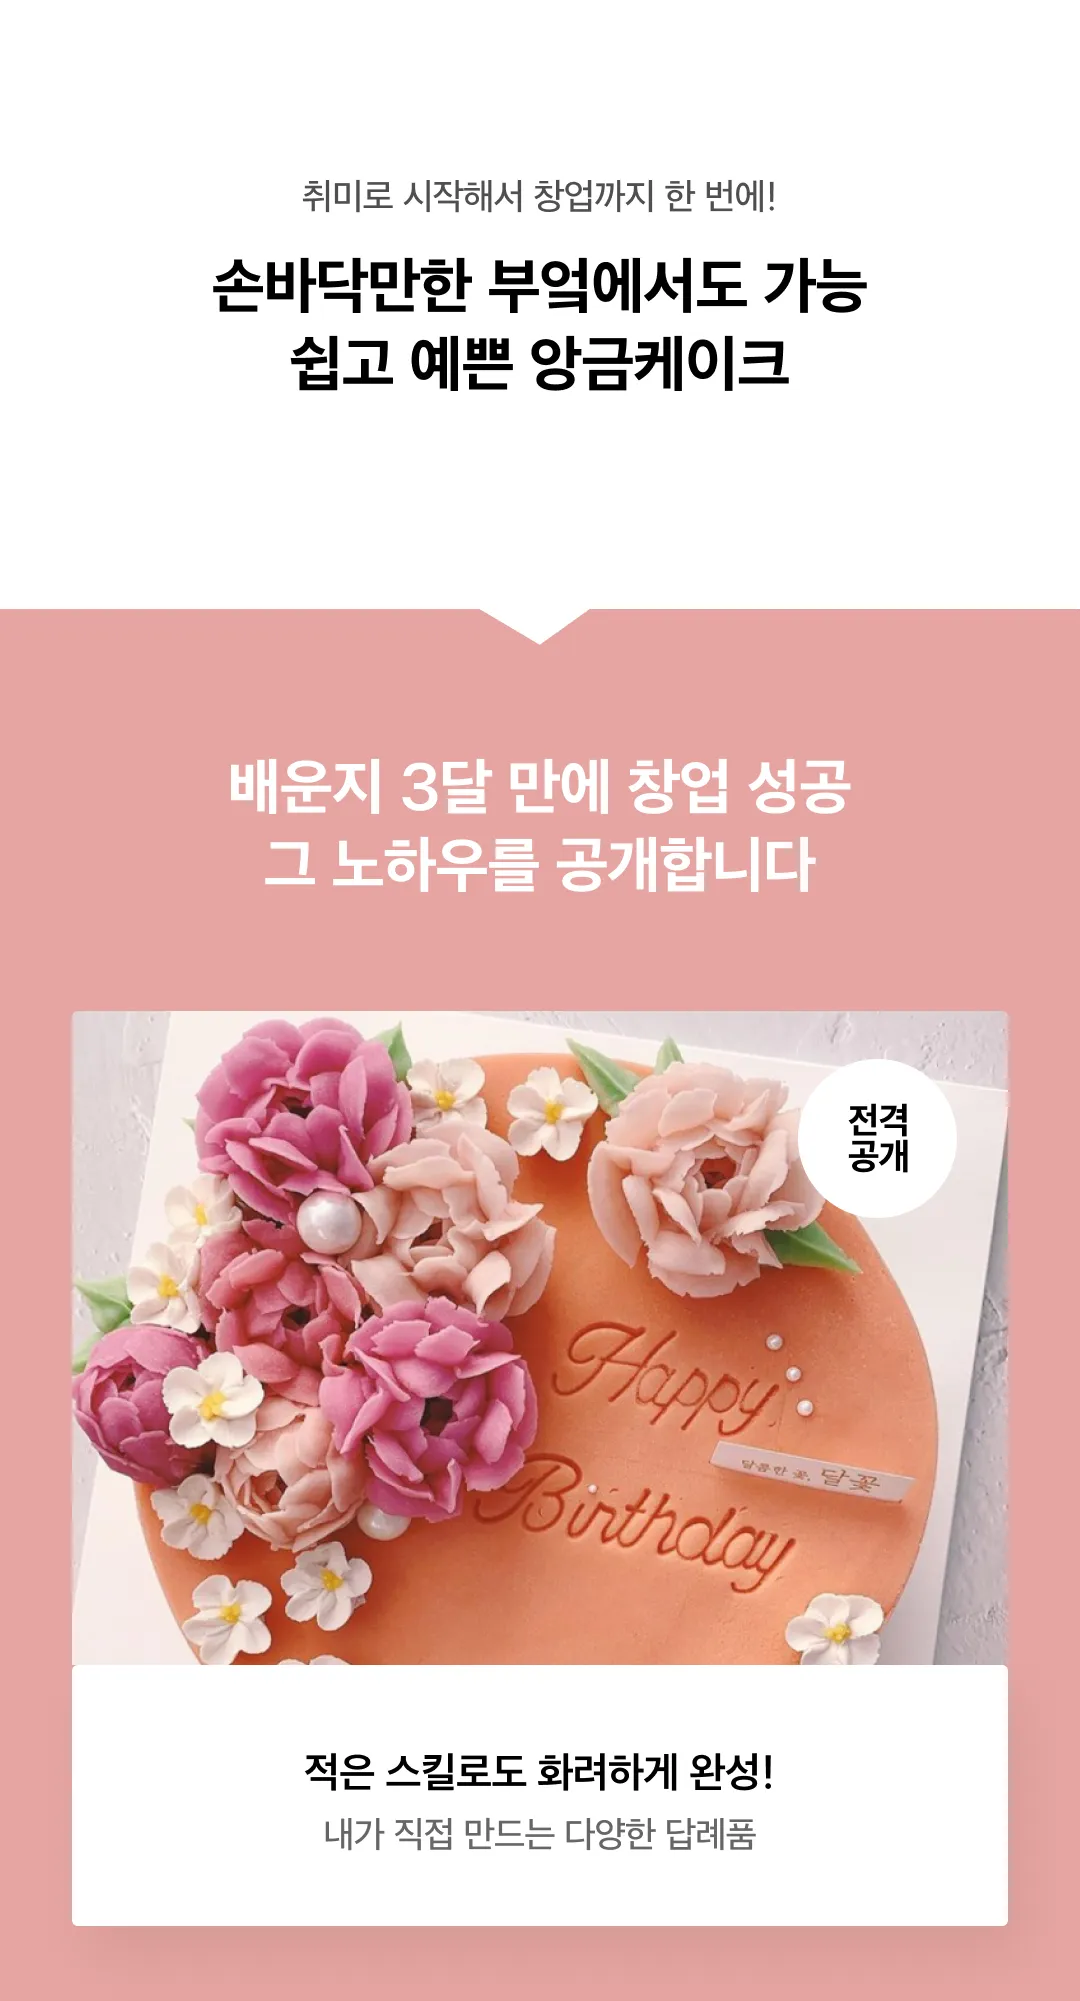 취미로 시작해서 창업까지 한 번에!
손바닥만한 부엌에서도 가능
쉽고 예쁜 앙금케이크
배운지 3달 만에 창업 성공
그 노하우를 공개합니다
전격
공개
Happy
Birthday
달콤한 꽃, 달꽃
적은 스킬로도 화려하게 완성!
내가 직접 만드는 다양한 답례품